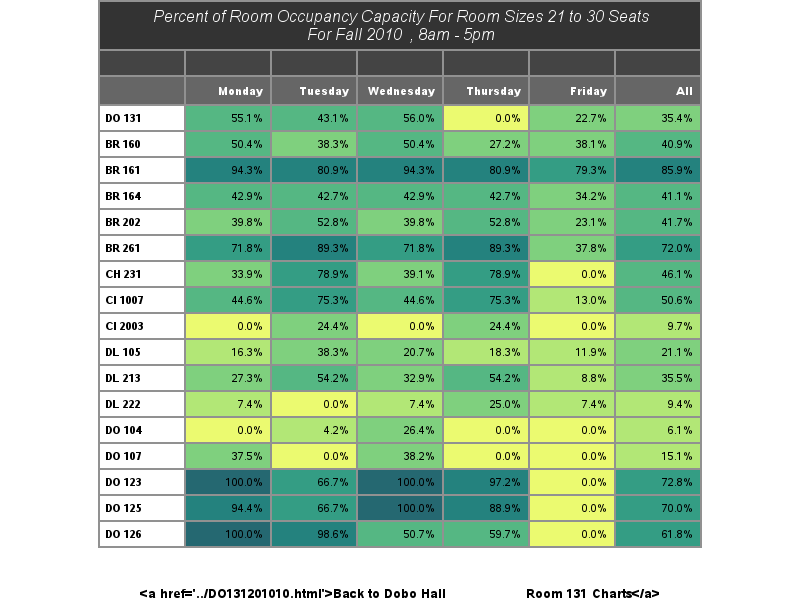 Percent of Room Occupancy Capacity For Room Sizes 21 to 30 Seats
For Fall 2010 , 8am - 5pm
Monday Tuesday Wednesday Thursday Friday All
DO 131 55.1% 43.1% 56.0% 0.0% 22.7% 35.4%
BR 160 50.4% 38.3% 50.4% 27.2% 38.1% 40.9%
BR 161 94.3% 80.9% 94.3% 80.9% 79.3% 85.9%
BR 164 42.9% 42.7% 42.9% 42.7% 34.2% 41.1%
BR 202 39.8% 52.8% 39.8% 52.8% 23.1% 41.7%
BR 261 71.8% 89.3% 71.8% 89.3% 37.8% 72.0%
CH 231 33.9% 78.9% 39.1% 78.9% 0.0% 46.1%
CI 1007 44.6% 75.3% 44.6% 75.3% 13.0% 50.6%
CI 2003 0.0% 24.4% 0.0% 24.4% 0.0% 9.7%
DL 105 16.3% 38.3% 20.7% 18.3% 11.9% 21.1%
DL 213 27.3% 54.2% 32.9% 54.2% 8.8% 35.5%
DL 222 7.4% 0.0% 7.4% 25.0% 7.4% 9.4%
DO 104 0.0% 4.2% 26.4% 0.0% 0.0% 6.1%
DO 107 37.5% 0.0% 38.2% 0.0% 0.0% 15.1%
DO 123 100.0% 66.7% 100.0% 97.2% 0.0% 72.8%
DO 125 94.4% 66.7% 100.0% 88.9% 0.0% 70.0%
DO 126 100.0% 98.6% 50.7% 59.7% 0.0% 61.8%
<a href='../DO131201010.html'>Back to Dobo Hall Room 131 Charts</a>